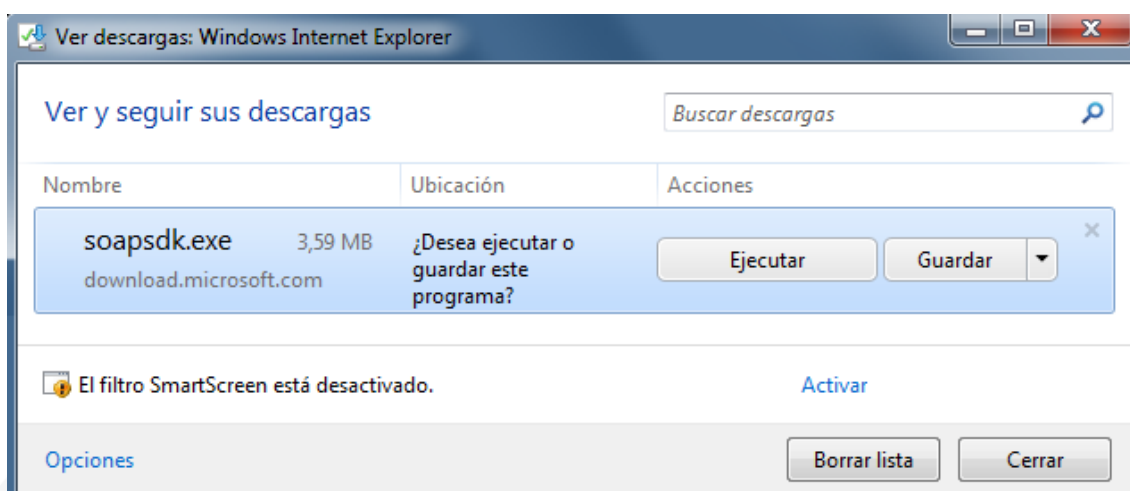 Ver descargas: Windows Internet Explorer
Ver y seguir sus descargas
Buscar descargas
Nombre
Ubicación
Acciones
soapsdk.exe 3,59 MB
download.microsoft.com
¿Desea ejecutar o
guardar este
programa?
Ejecutar
Guardar
El filtro SmartScreen está desactivado.
Activar
Opciones
Borrar lista
Cerrar